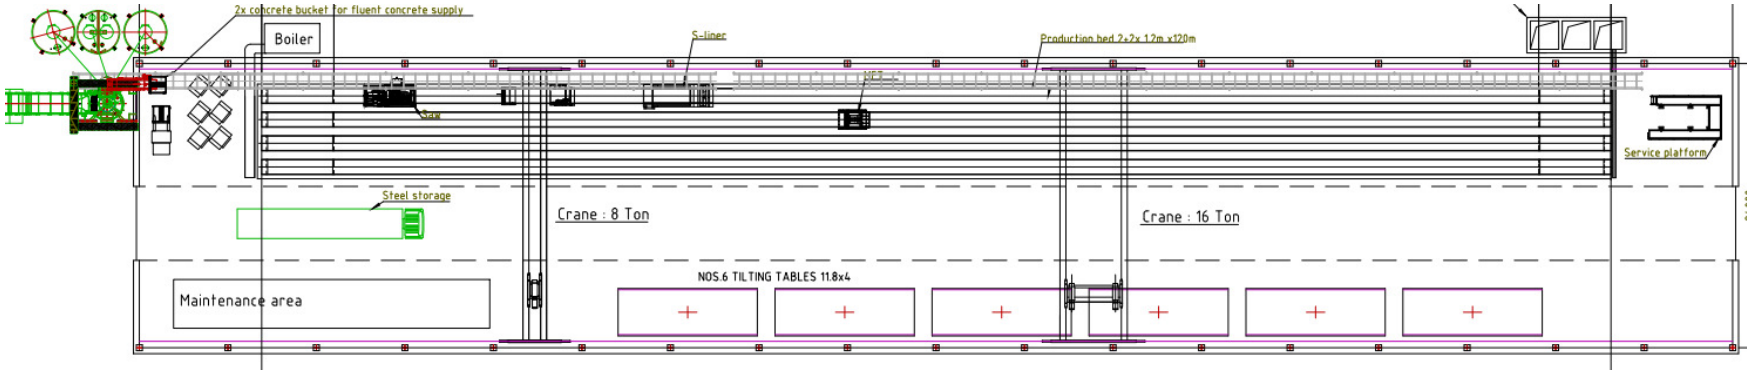 2x concrete bucket for fluent concrete supply
Boiler
S-liner
Production bed 2+2x 1.2m x120m
Saw
Service platform
Steel storage
Crane : 8 Ton
Crane : 16 Ton
NOS.6 TILTING TABLES 11.8x4
Maintenance area